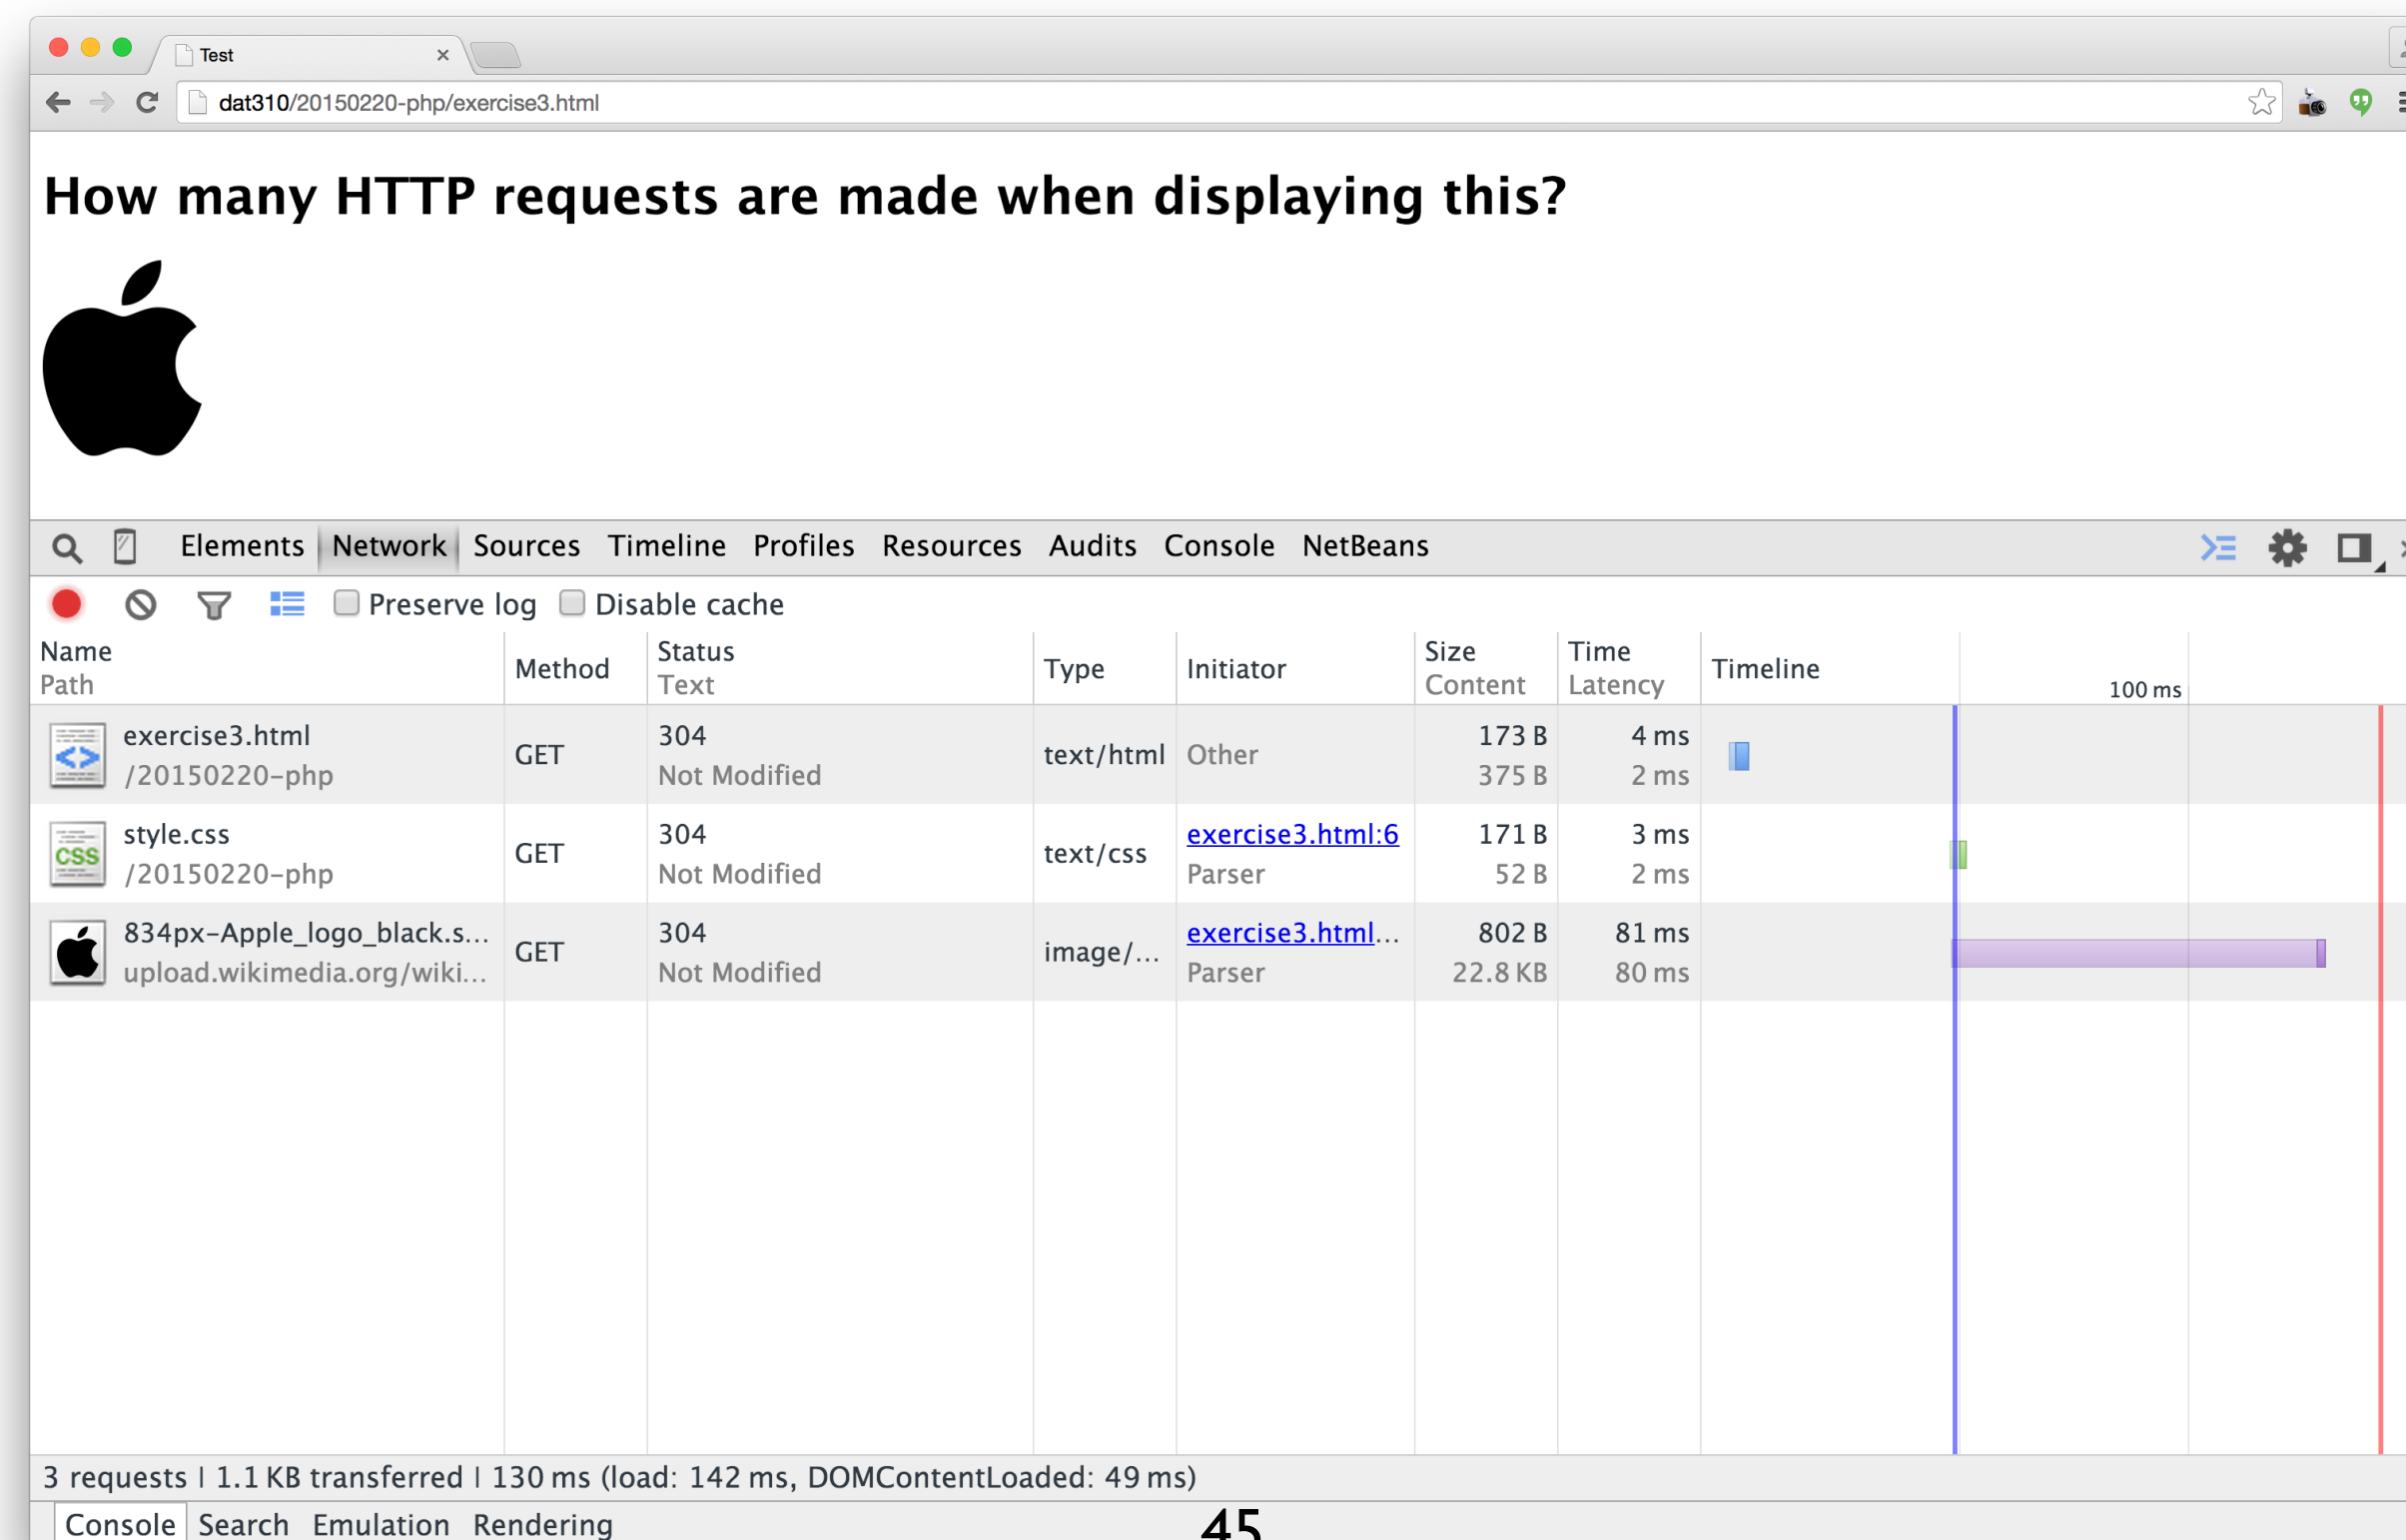 Test
dat310/20150220-php/exercise3.html
How many HTTP requests are made when displaying this?
Elements Network Sources Timeline Profiles Resources Audits Console NetBeans
Preserve log Disable cache
Name Path Method Status Text Type Initiator Size Content Time Latency Timeline 100 ms
exercise3.html GET 304 text/html Other 173 B 4 ms
/20150220-php Not Modified 375 B 2 ms
style.css GET 304 text/css exercise3.html:6 171 B 3 ms
/20150220-php Not Modified Parser 52 B 2 ms
CSS
834px-Apple_logo_black.s... GET 304 image/... exercise3.html... 802 B 81 ms
upload.wikimedia.org/wiki... Not Modified Parser 22.8 KB 80 ms
3 requests | 1.1 KB transferred | 130 ms (load: 142 ms, DOMContentLoaded: 49 ms)
Console Search Emulation Rendering
45